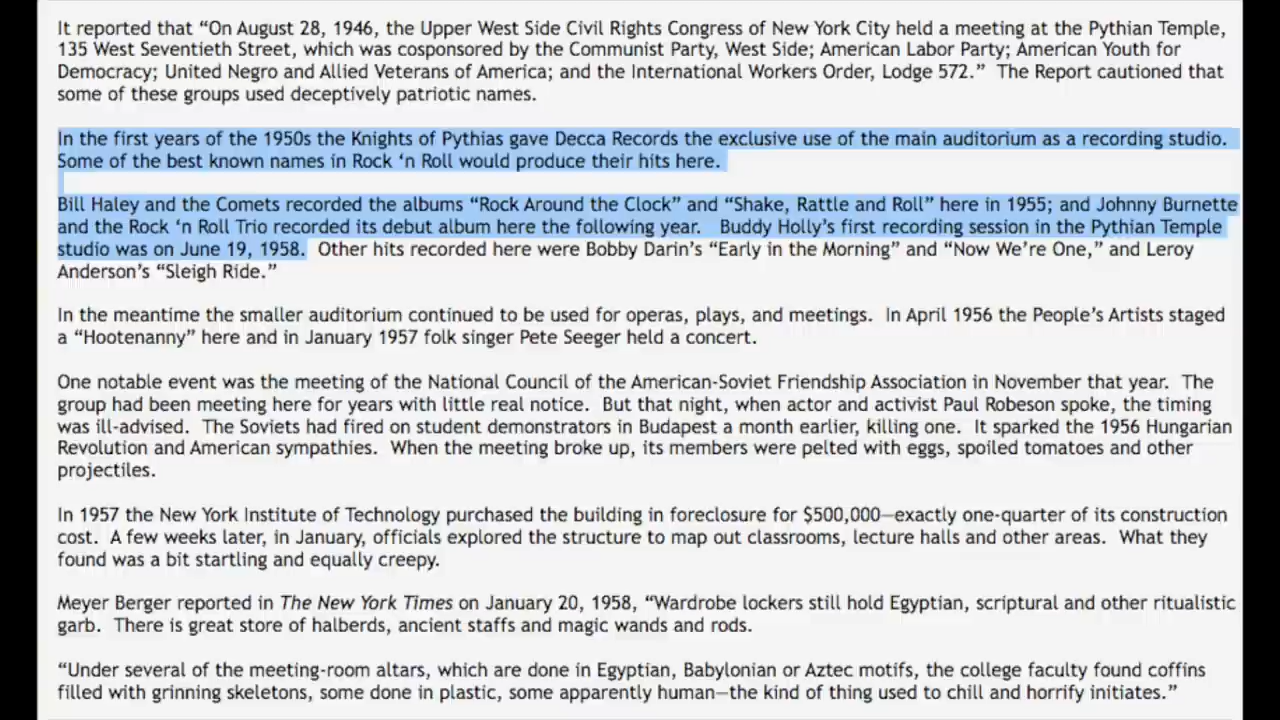 It reported that “On August 28, 1946, the Upper West Side Civil Rights Congress of New York City held a meeting at the Pythian Temple,
135 West Seventieth Street, which was cosponsored by the Communist Party, West Side; American Labor Party; American Youth for
Democracy; United Negro and Allied Veterans of America; and the International Workers Order, Lodge 572.”  The Report cautioned that
some of these groups used deceptively patriotic names.
In the first years of the 1950s the Knights of Pythias gave Decca Records the exclusive use of the main auditorium as a recording studio.
Some of the best known names in Rock ‘n Roll would produce their hits here.
Bill Haley and the Comets recorded the albums “Rock Around the Clock” and “Shake, Rattle and Roll” here in 1955; and Johnny Burnette
and the Rock ‘n Roll Trio recorded its debut album here the following year.   Buddy Holly’s first recording session in the Pythian Temple
studio was on June 19, 1958.  Other hits recorded here were Bobby Darin’s “Early in the Morning” and “Now We’re One,” and Leroy
Anderson’s “Sleigh Ride.”
In the meantime the smaller auditorium continued to be used for operas, plays, and meetings.  In April 1956 the People’s Artists staged
a “Hootenanny” here and in January 1957 folk singer Pete Seeger held a concert.
One notable event was the meeting of the National Council of the American-Soviet Friendship Association in November that year.  The
group had been meeting here for years with little real notice.  But that night, when actor and activist Paul Robeson spoke, the timing
was ill-advised.  The Soviets had fired on student demonstrators in Budapest a month earlier, killing one.  It sparked the 1956 Hungarian
Revolution and American sympathies.  When the meeting broke up, its members were pelted with eggs, spoiled tomatoes and other
projectiles.
In 1957 the New York Institute of Technology purchased the building in foreclosure for $500,000—exactly one-quarter of its construction
cost.  A few weeks later, in January, officials explored the structure to map out classrooms, lecture halls and other areas.  What they
found was a bit startling and equally creepy.
Meyer Berger reported in The New York Times on January 20, 1958, “Wardrobe lockers still hold Egyptian, scriptural and other ritualistic
garb.  There is great store of halberds, ancient staffs and magic wands and rods.
“Under several of the meeting-room altars, which are done in Egyptian, Babylonian or Aztec motifs, the college faculty found coffins
filled with grinning skeletons, some done in plastic, some apparently human—the kind of thing used to chill and horrify initiates.”